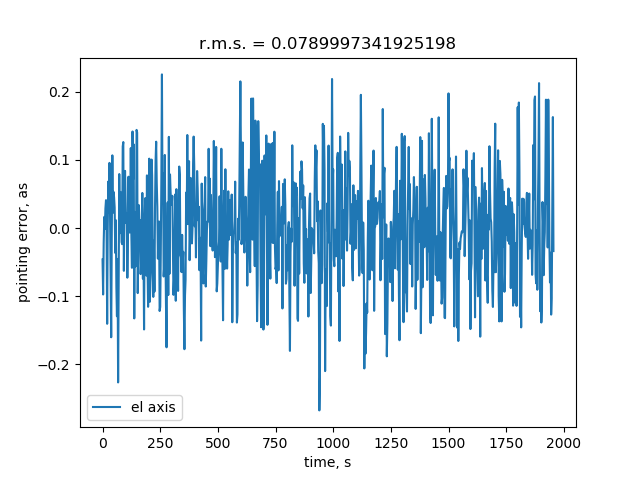 r.m.s. = 0.0789997341925198
pointing error, as
0.2
0.1
0.0
−0.1
−0.2
el axis
0 250 500 750 1000 1250 1500 1750 2000
time, s